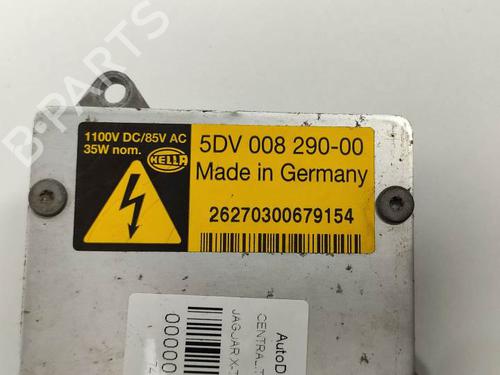 B-PARTS
1100V DC/85V AC
35W nom.
HELLA
5DV 008 290-00
Made in Germany
26270300679154
AutoD
CENTRAL
JAGUAR X-